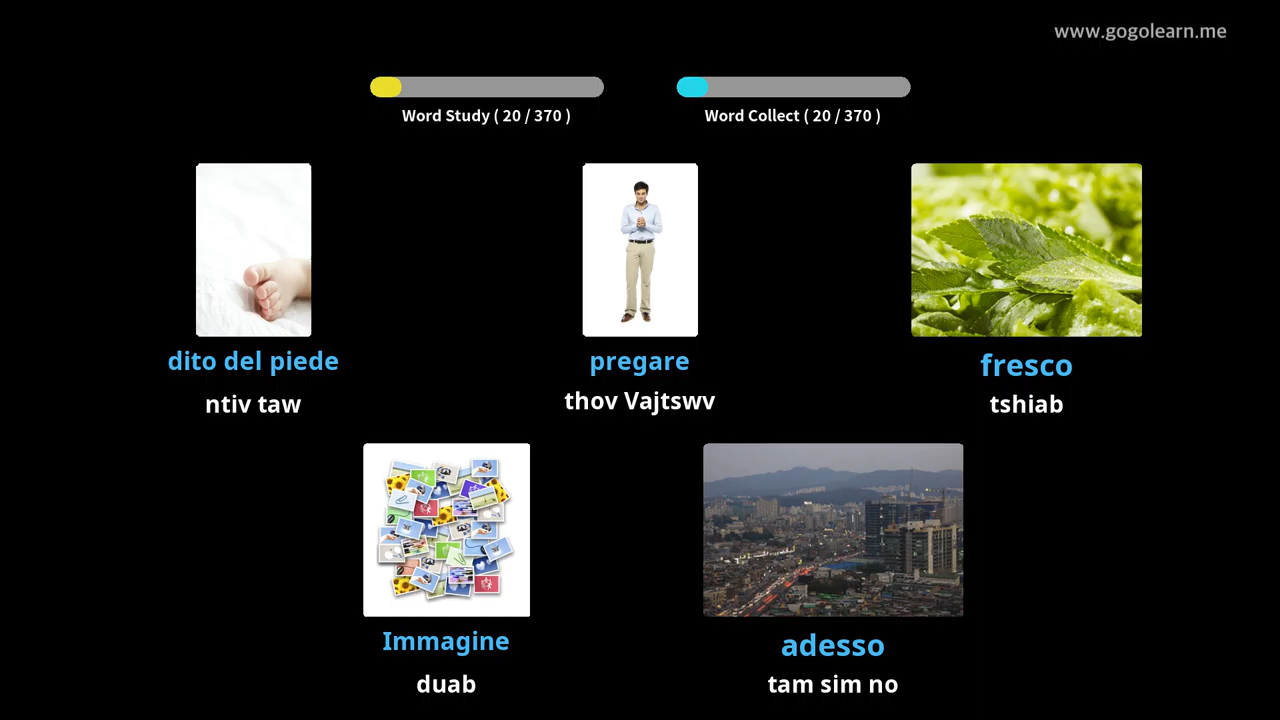 www.gogolearn.me
Word Study ( 20 / 370 )
Word Collect ( 20 / 370 )
dito del piede
ntiv taw
pregare
thov Vajtswv
fresco
tshiab
Immagine
duab
adesso
tam sim no